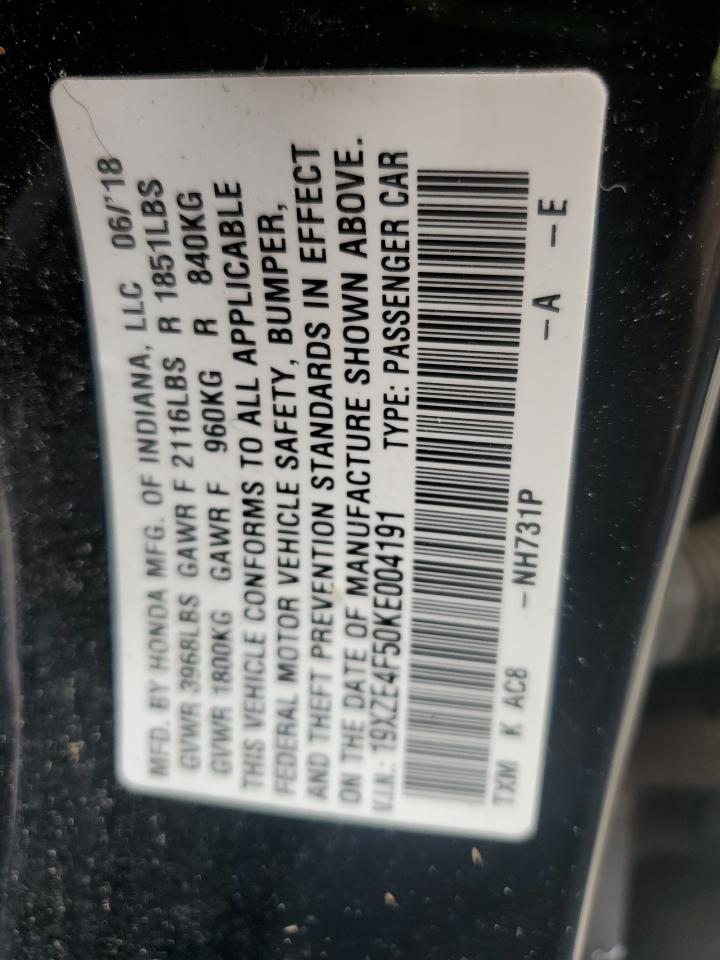 MFD. BY HONDA MFG. OF INDIANA, LLC 06/'18
GVWR 3968LBS GAWR F 2116LBS R 1851LBS
GVWR 1800KG GAWR F 960KG R 840KG
THIS VEHICLE CONFORMS TO ALL APPLICABLE
FEDERAL MOTOR VEHICLE SAFETY, BUMPER,
AND THEFT PREVENTION STANDARDS IN EFFECT
ON THE DATE OF MANUFACTURE SHOWN ABOVE.
V.I.N.: 19XZE4F50KE004191 TYPE: PASSENGER CAR
TXM K AC8 -NH731P -A -E